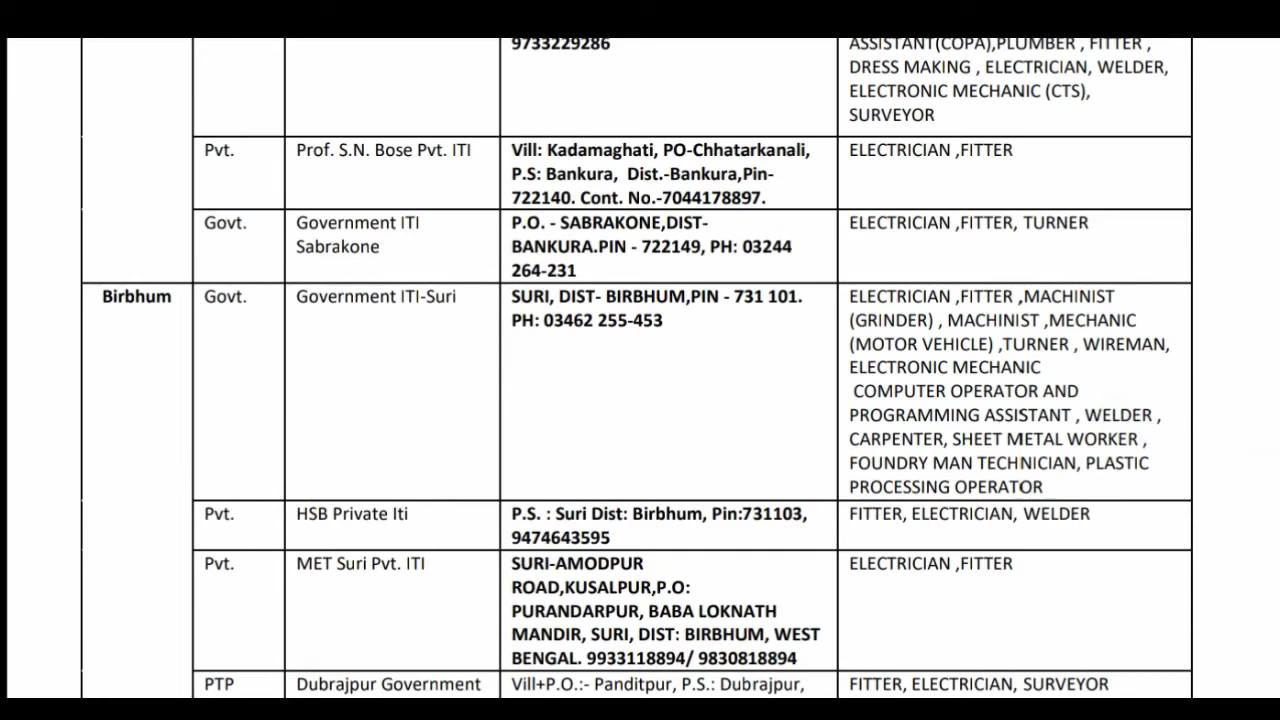 9733229286
ASSISTANT(COPA),PLUMBER , FITTER ,
DRESS MAKING , ELECTRICIAN, WELDER,
ELECTRONIC MECHANIC (CTS),
SURVEYOR
Pvt.
Prof. S.N. Bose Pvt. ITI
Vill: Kadamaghati, PO-Chhatarkanali,
P.S: Bankura, Dist.-Bankura,Pin-
722140. Cont. No.-7044178897.
ELECTRICIAN ,FITTER
Govt.
Government ITI
Sabrakone
P.O. - SABRAKONE,DIST-
BANKURA.PIN - 722149, PH: 03244
264-231
ELECTRICIAN ,FITTER, TURNER
Birbhum
Govt.
Government ITI-Suri
SURI, DIST- BIRBHUM,PIN - 731 101.
PH: 03462 255-453
ELECTRICIAN ,FITTER ,MACHINIST
(GRINDER) , MACHINIST ,MECHANIC
(MOTOR VEHICLE) ,TURNER , WIREMAN,
ELECTRONIC MECHANIC
COMPUTER OPERATOR AND
PROGRAMMING ASSISTANT , WELDER ,
CARPENTER, SHEET METAL WORKER ,
FOUNDRY MAN TECHNICIAN, PLASTIC
PROCESSING OPERATOR
Pvt.
HSB Private Iti
P.S. : Suri Dist: Birbhum, Pin:731103,
9474643595
FITTER, ELECTRICIAN, WELDER
Pvt.
MET Suri Pvt. ITI
SURI-AMODPUR
ROAD,KUSALPUR,P.O:
PURANDARPUR, BABA LOKNATH
MANDIR, SURI, DIST: BIRBHUM, WEST
BENGAL. 9933118894/ 9830818894
ELECTRICIAN ,FITTER
PTP
Dubrajpur Government
Vill+P.O.:- Panditpur, P.S.: Dubrajpur,
FITTER, ELECTRICIAN, SURVEYOR